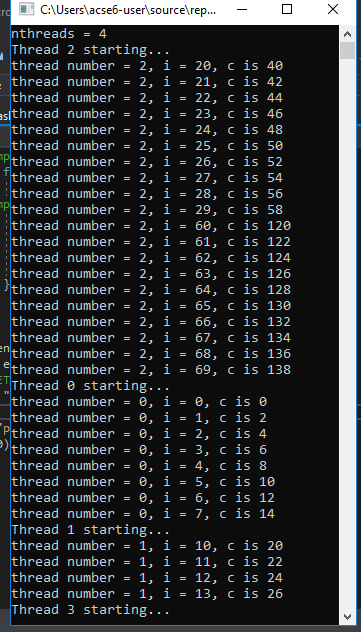 C:\Users\acse6-user\source\rep
nthreads = 4
Thread 2 starting...
thread number = 2, i = 20, c is 40
thread number = 2, i = 21, c is 42
thread number = 2, i = 22, c is 44
thread number = 2, i = 23, c is 46
thread number = 2, i = 24, c is 48
thread number = 2, i = 25, c is 50
thread number = 2, i = 26, c is 52
thread number = 2, i = 27, c is 54
thread number = 2, i = 28, c is 56
thread number = 2, i = 29, c is 58
thread number = 2, i = 60, c is 120
thread number = 2, i = 61, c is 122
thread number = 2, i = 62, c is 124
thread number = 2, i = 63, c is 126
thread number = 2, i = 64, c is 128
thread number = 2, i = 65, c is 130
thread number = 2, i = 66, c is 132
thread number = 2, i = 67, c is 134
thread number = 2, i = 68, c is 136
thread number = 2, i = 69, c is 138
Thread 0 starting...
thread number = 0, i = 0, c is 0
thread number = 0, i = 1, c is 2
thread number = 0, i = 2, c is 4
thread number = 0, i = 3, c is 6
thread number = 0, i = 4, c is 8
thread number = 0, i = 5, c is 10
thread number = 0, i = 6, c is 12
thread number = 0, i = 7, c is 14
Thread 1 starting...
thread number = 1, i = 10, c is 20
thread number = 1, i = 11, c is 22
thread number = 1, i = 12, c is 24
thread number = 1, i = 13, c is 26
Thread 3 starting...